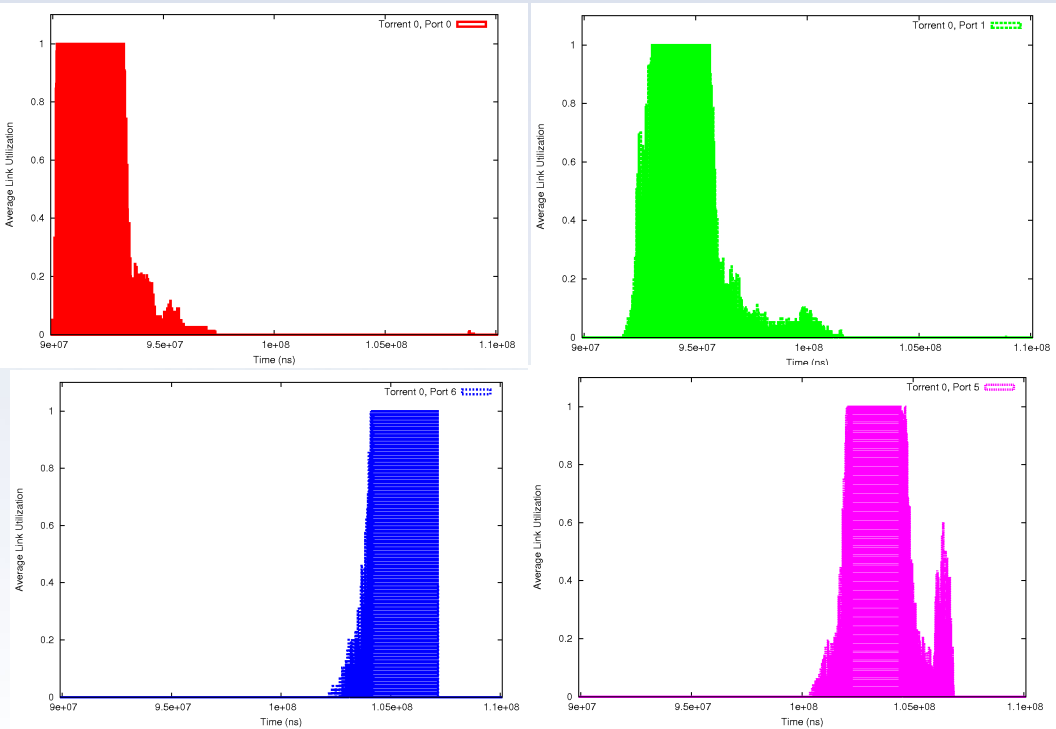 Torrent 0, Port 0
1
0.8
0.6
0.4
0.2
0
Average Link Utilization
9e+07 9.5e+07 1e+08 1.05e+08 1.1e+08
Time (ns)
Torrent 0, Port 1
1
0.8
0.6
0.4
0.2
0
Average Link Utilization
9e+07 9.5e+07 1e+08 1.05e+08 1.1e+08
Time (ns)
Torrent 0, Port 6
1
0.8
0.6
0.4
0.2
0
Average Link Utilization
9e+07 9.5e+07 1e+08 1.05e+08 1.1e+08
Time (ns)
Torrent 0, Port 5
1
0.8
0.6
0.4
0.2
0
Average Link Utilization
9e+07 9.5e+07 1e+08 1.05e+08 1.1e+08
Time (ns)